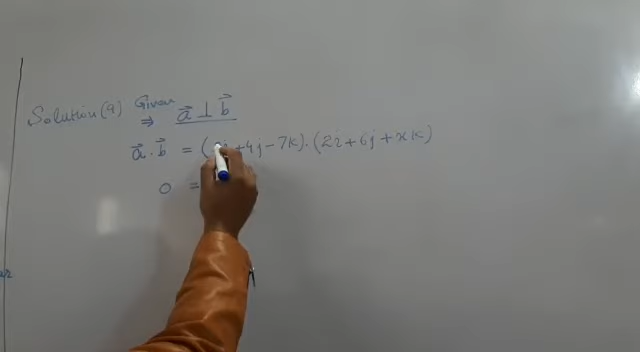 Solution (9) Given
⇒ a⃗ ⊥ b⃗
a⃗ . b⃗ = ( i + 4j - 7k) . (2i + 6j + xk)
0 =